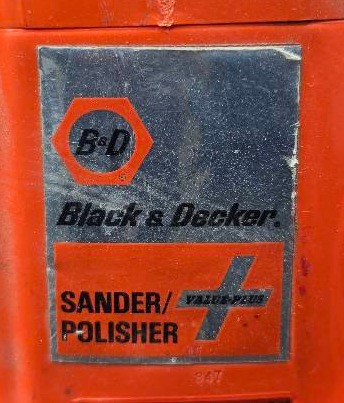 B&D
Black & Decker®
SANDER/
POLISHER
VALUE-PLUS